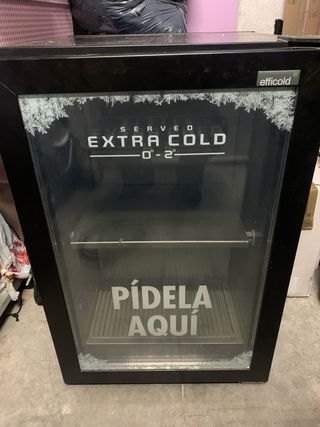 efficold
SERVED
EXTRA COLD
0°-2°
PÍDELA
AQUÍ